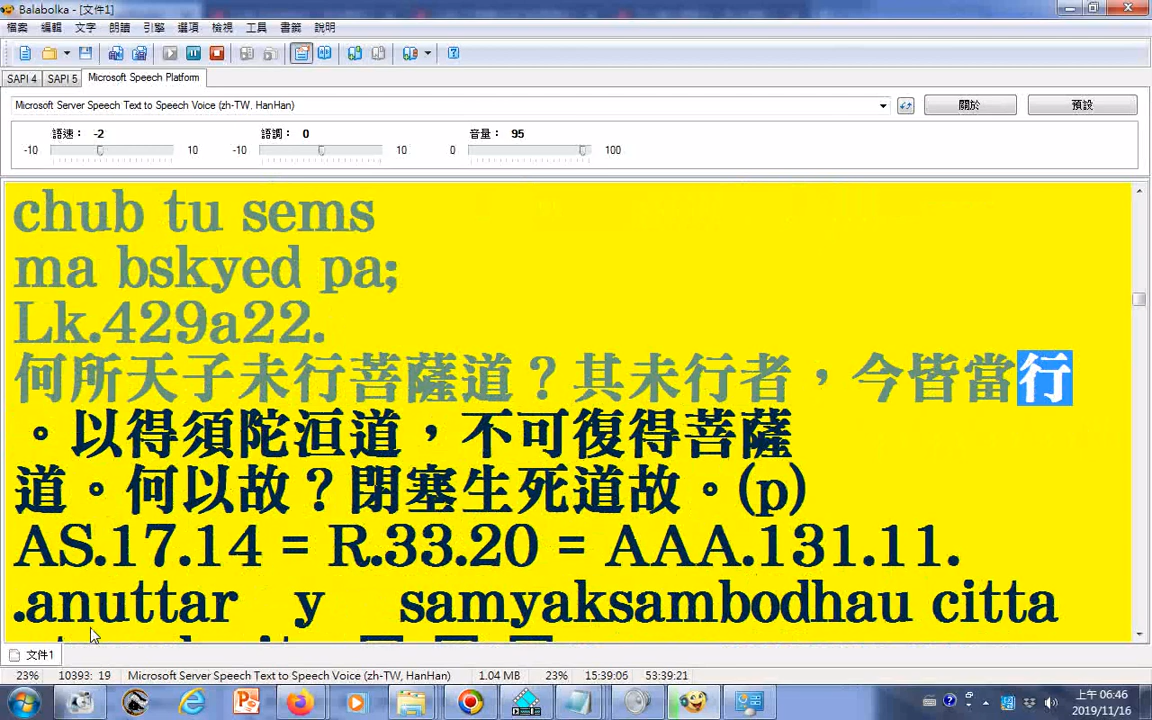 Balabolka - [文件1]
檔案 編輯 文字 朗讀 引擎 選項 檢視 工具 書籤 說明
SAPI 4 SAPI 5 Microsoft Speech Platform
Microsoft Server Speech Text to Speech Voice (zh-TW, HanHan) 關於 預設
語速： -2 語調： 0 音量： 95
-10 10 -10 10 0 100
chub tu sems
ma bskyed pa;
Lk.429a22.
何所天子未行菩薩道？其未行者，今皆當行
。以得須陀洹道，不可復得菩薩
道。何以故？閉塞生死道故。(p)
AS.17.14 = R.33.20 = AAA.131.11.
.anuttar y samyaksambodhau citta
文件1
23% 10393: 19 Microsoft Server Speech Text to Speech Voice (zh-TW, HanHan) 1.04 MB 23% 15:39:06 53:39:21
上午 06:46
2019/11/16